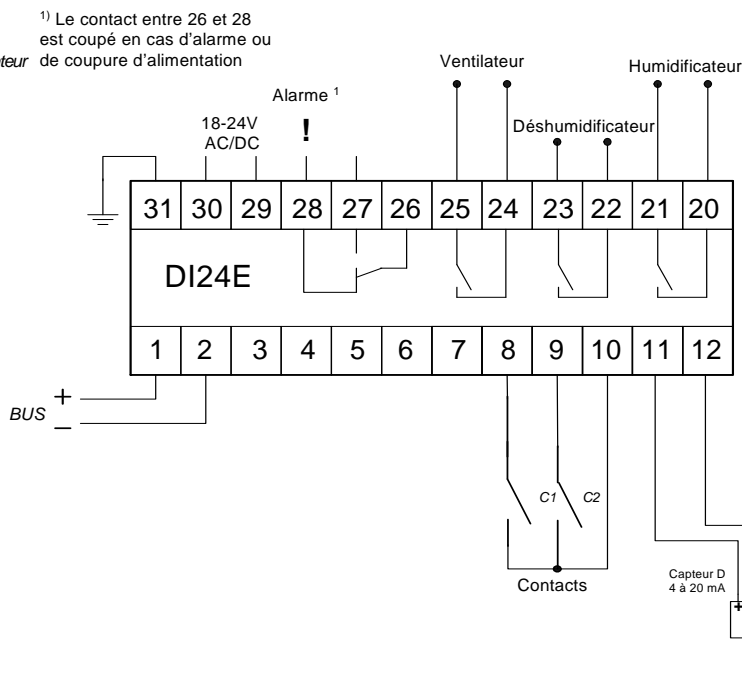 1) Le contact entre 26 et 28
est coupé en cas d'alarme ou
teur de coupure d'alimentation
Ventilateur
Humidificateur
Alarme 1
18-24V
AC/DC
!
Déshumidificateur
31 30 29 28 27 26 25 24 23 22 21 20
DI24E
1 2 3 4 5 6 7 8 9 10 11 12
BUS + –
C1 C2
Contacts
Capteur D
4 à 20 mA
+